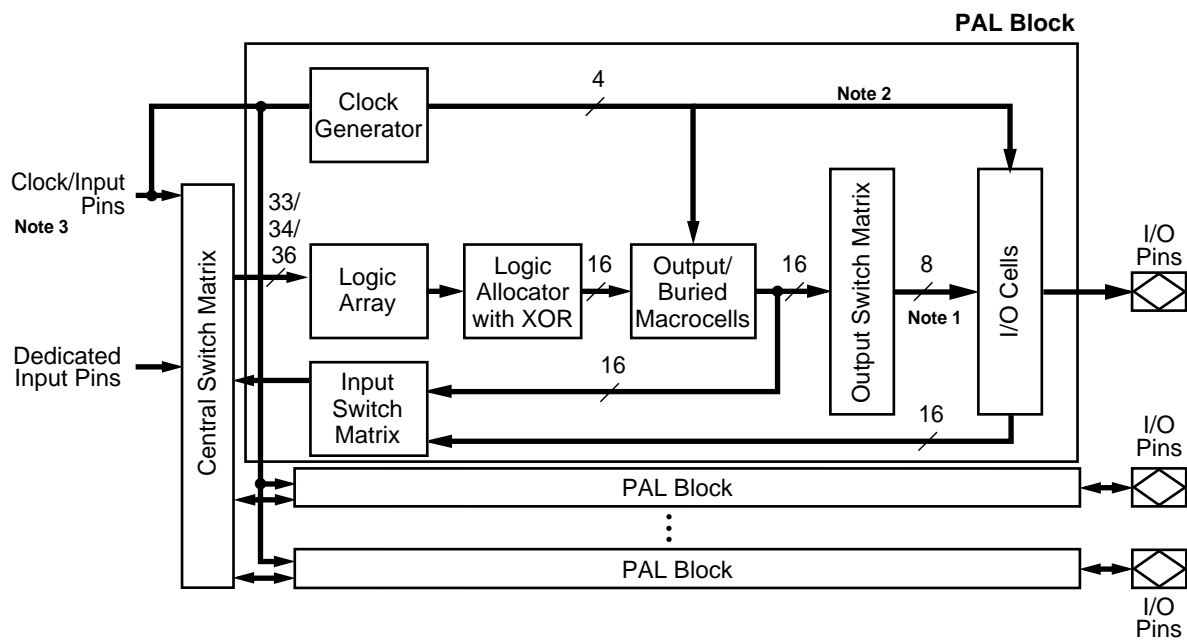 PAL Block
Clock
Generator
4
Note 2
Clock/Input
Pins
Note 3
Central Switch Matrix
33/
34/
36
Logic
Array
Logic
Allocator
with XOR
16
Output/
Buried
Macrocells
16
Output Switch Matrix
8
Note 1
I/O Cells
I/O
Pins
Dedicated
Input Pins
Input
Switch
Matrix
16
16
I/O
Pins
PAL Block
PAL Block
I/O
Pins